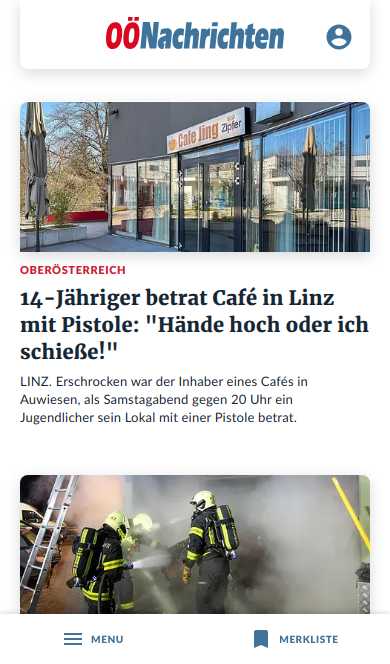 OÖNachrichten
Cafe Jing Zipfer
OBERÖSTERREICH
14-Jähriger betrat Café in Linz
mit Pistole: "Hände hoch oder ich
schieße!"
LINZ. Erschrocken war der Inhaber eines Cafés in
Auwiesen, als Samstagabend gegen 20 Uhr ein
Jugendlicher sein Lokal mit einer Pistole betrat.
MENU
MERKLISTE